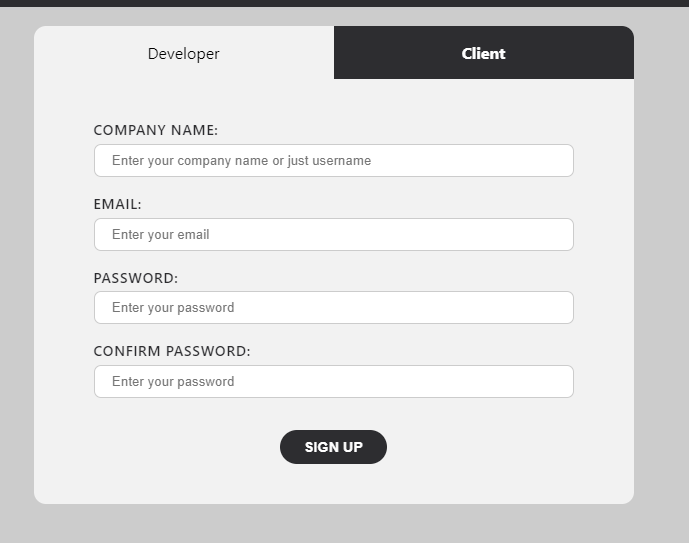 Developer
Client
COMPANY NAME:
Enter your company name or just username
EMAIL:
Enter your email
PASSWORD:
Enter your password
CONFIRM PASSWORD:
Enter your password
SIGN UP